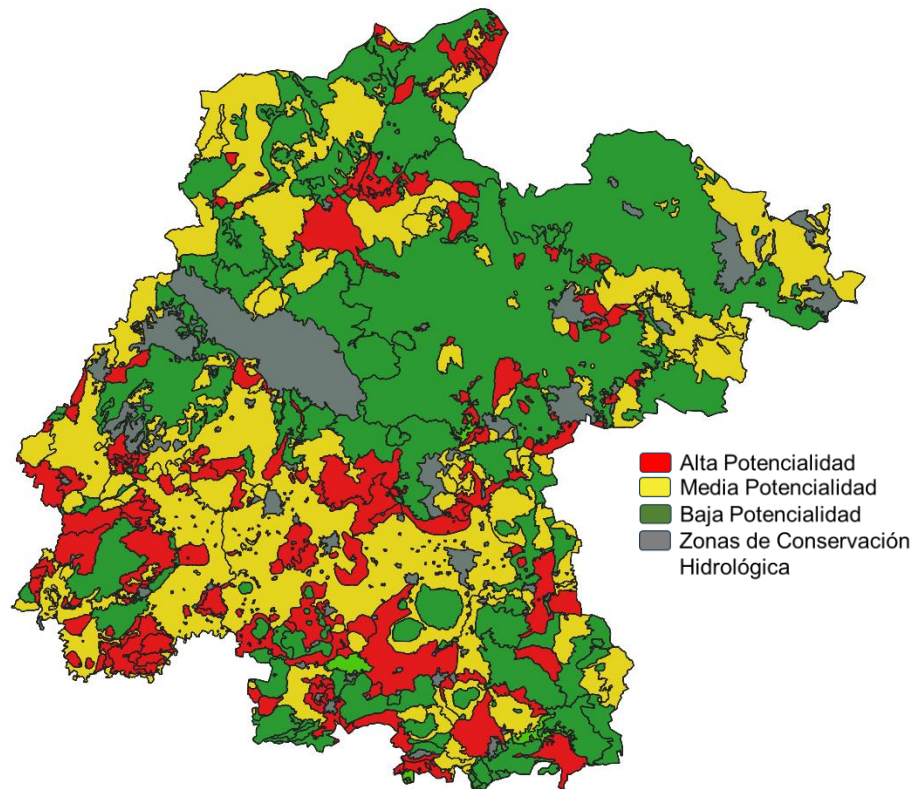 Alta Potencialidad
Media Potencialidad
Baja Potencialidad
Zonas de Conservación
Hidrológica